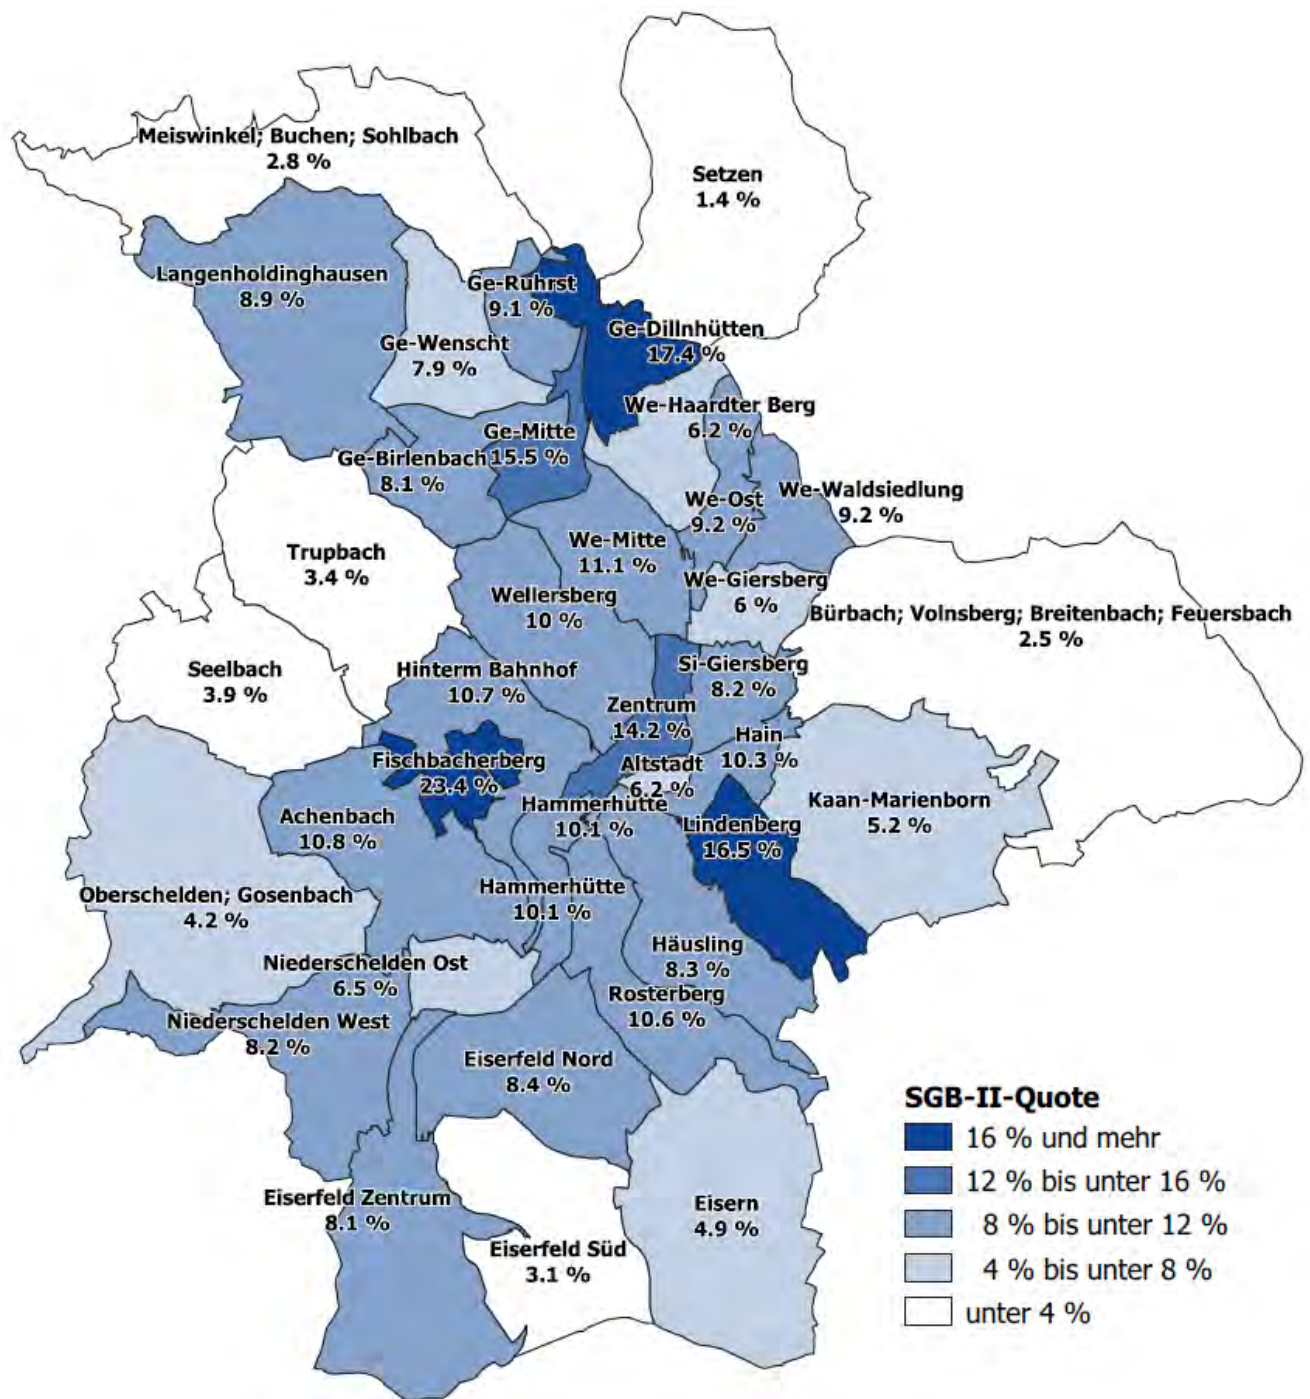 Meiswinkel; Buchen; Sohlbach
2.8 %
Setzen
1.4 %
Langenholdinghausen
8.9 %
Ge-Ruhrst
9.1 %
Ge-Dillnhütten
17.4 %
Ge-Wenscht
7.9 %
We-Haardter Berg
6.2 %
Ge-Mitte
15.5 %
Ge-Birlenbach
8.1 %
We-Waldsiedlung
9.2 %
We-Ost
9.2 %
Trupbach
3.4 %
We-Mitte
11.1 %
We-Giersberg
6 %
Wellersberg
10 %
Bürbach; Volnsberg; Breitenbach; Feuersbach
2.5 %
Seelbach
3.9 %
Hinterm Bahnhof
10.7 %
Si-Giersberg
8.2 %
Zentrum
14.2 %
Hain
10.3 %
Fischbacherberg
23.4 %
Altstadt
6.2 %
Kaan-Marienborn
5.2 %
Hammerhütte
10.1 %
Achenbach
10.8 %
Lindenberg
16.5 %
Oberschelden; Gosenbach
4.2 %
Hammerhütte
10.1 %
Häusling
8.3 %
Niederschelden Ost
6.5 %
Rosterberg
10.6 %
Niederschelden West
8.2 %
Eiserfeld Nord
8.4 %
Eiserfeld Zentrum
8.1 %
Eisern
4.9 %
Eiserfeld Süd
3.1 %
SGB-II-Quote
16 % und mehr
12 % bis unter 16 %
8 % bis unter 12 %
4 % bis unter 8 %
unter 4 %